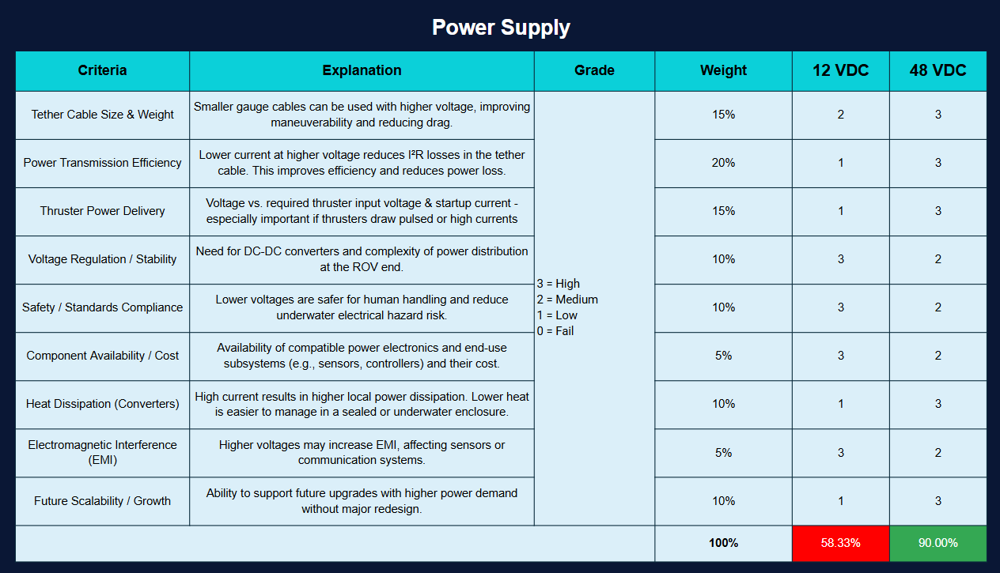 Power Supply
Criteria
Explanation
Grade
Weight
12 VDC
48 VDC
Tether Cable Size & Weight
Smaller gauge cables can be used with higher voltage, improving
maneuverability and reducing drag.
15%
2
3
Power Transmission Efficiency
Lower current at higher voltage reduces I²R losses in the tether
cable. This improves efficiency and reduces power loss.
20%
1
3
Thruster Power Delivery
Voltage vs. required thruster input voltage & startup current -
especially important if thrusters draw pulsed or high currents
15%
1
3
Voltage Regulation / Stability
Need for DC-DC converters and complexity of power distribution
at the ROV end.
10%
3
2
3 = High
2 = Medium
1 = Low
0 = Fail
Safety / Standards Compliance
Lower voltages are safer for human handling and reduce
underwater electrical hazard risk.
10%
3
2
Component Availability / Cost
Availability of compatible power electronics and end-use
subsystems (e.g., sensors, controllers) and their cost.
5%
3
2
Heat Dissipation (Converters)
High current results in higher local power dissipation. Lower heat
is easier to manage in a sealed or underwater enclosure.
10%
1
3
Electromagnetic Interference
(EMI)
Higher voltages may increase EMI, affecting sensors or
communication systems.
5%
3
2
Future Scalability / Growth
Ability to support future upgrades with higher power demand
without major redesign.
10%
1
3
100%
58.33%
90.00%